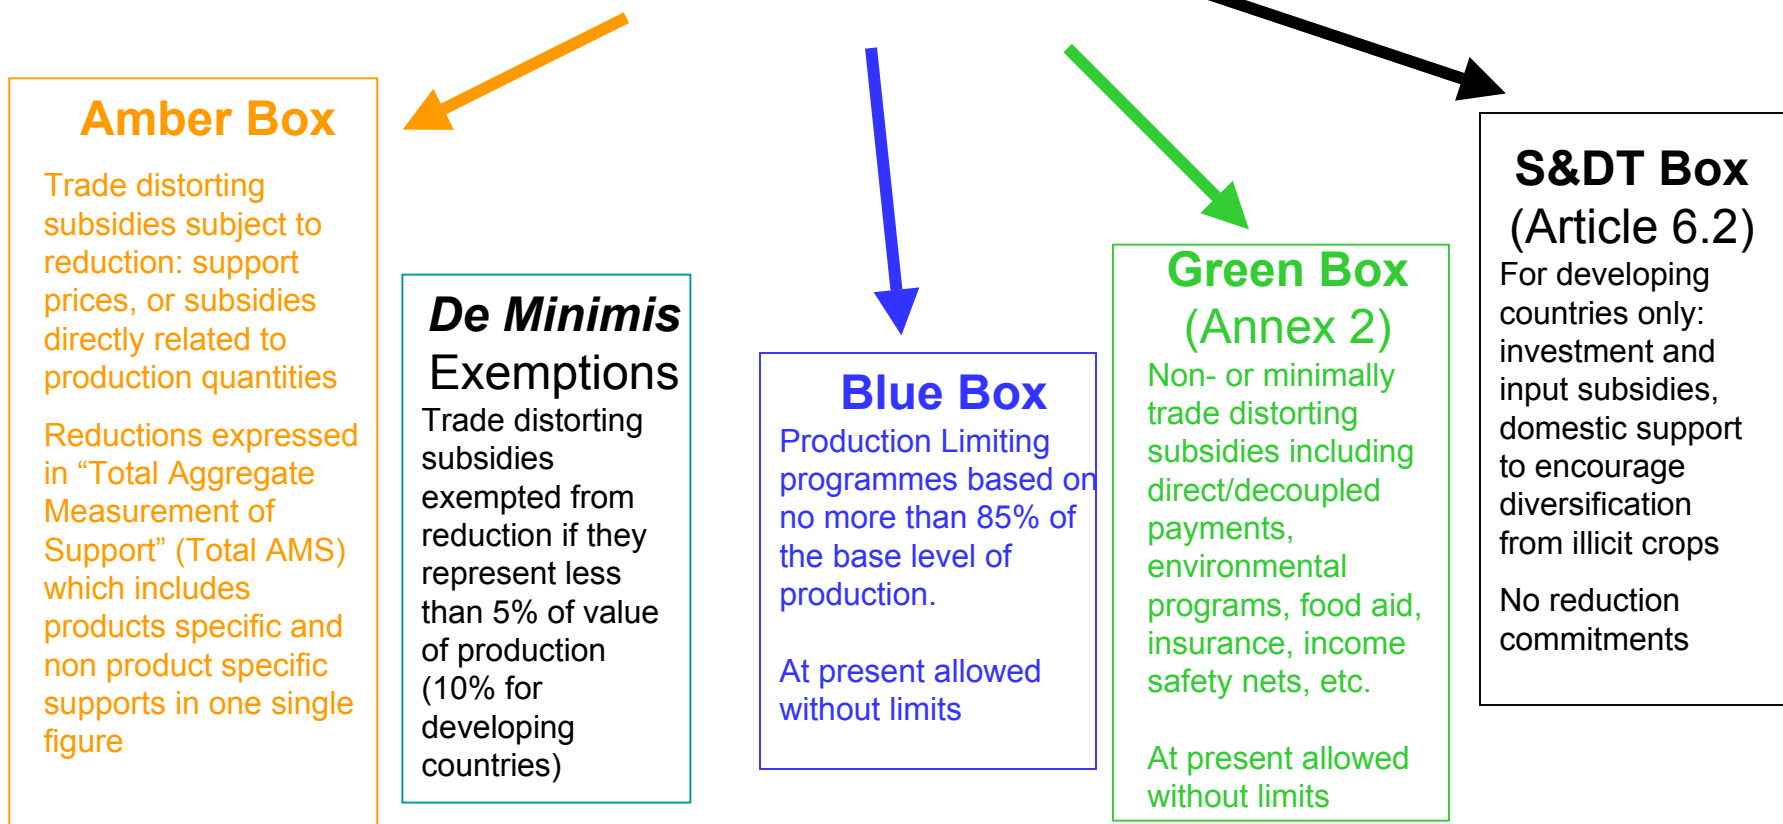 Amber Box
Trade distorting
subsidies subject to
reduction: support
prices, or subsidies
directly related to
production quantities
Reductions expressed
in “Total Aggregate
Measurement of
Support” (Total AMS)
which includes
products specific and
non product specific
supports in one single
figure
De Minimis
Exemptions
Trade distorting
subsidies
exempted from
reduction if they
represent less
than 5% of value
of production
(10% for
developing
countries)
Blue Box
Production Limiting
programmes based on
no more than 85% of
the base level of
production.
At present allowed
without limits
Green Box
(Annex 2)
Non- or minimally
trade distorting
subsidies including
direct/decoupled
payments,
environmental
programs, food aid,
insurance, income
safety nets, etc.
At present allowed
without limits
S&DT Box
(Article 6.2)
For developing
countries only:
investment and
input subsidies,
domestic support
to encourage
diversification
from illicit crops
No reduction
commitments